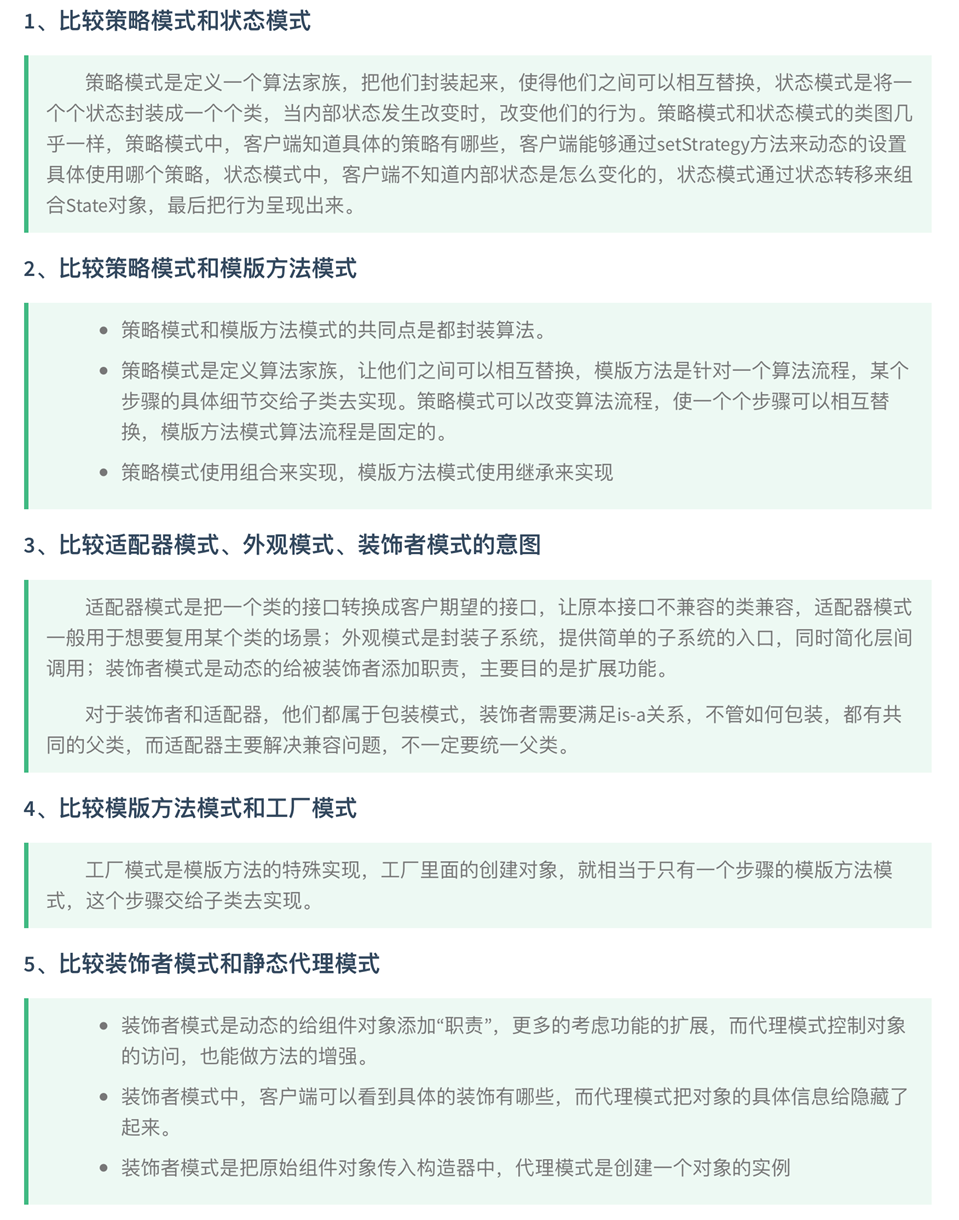 1、比较策略模式和状态模式
策略模式是定义一个算法家族，把他们封装起来，使得他们之间可以相互替换，状态模式是将一
个个状态封装成一个个类，当内部状态发生改变时，改变他们的行为。策略模式和状态模式的类图几
乎一样，策略模式中，客户端知道具体的策略有哪些，客户端能够通过setStrategy方法来动态的设置
具体使用哪个策略，状态模式中，客户端不知道内部状态是怎么变化的，状态模式通过状态转移来组
合State对象，最后把行为呈现出来。
2、比较策略模式和模版方法模式
• 策略模式和模版方法模式的共同点是都封装算法。
• 策略模式是定义算法家族，让他们之间可以相互替换，模版方法是针对一个算法流程，某个
步骤的具体细节交给子类去实现。策略模式可以改变算法流程，使一个个步骤可以相互替
换，模版方法模式算法流程是固定的。
• 策略模式使用组合来实现，模版方法模式使用继承来实现
3、比较适配器模式、外观模式、装饰者模式的意图
适配器模式是把一个类的接口转换成客户期望的接口，让原本接口不兼容的类兼容，适配器模式
一般用于想要复用某个类的场景；外观模式是封装子系统，提供简单的子系统的入口，同时简化层间
调用；装饰者模式是动态的给被装饰者添加职责，主要目的是扩展功能。
对于装饰者和适配器，他们都属于包装模式，装饰者需要满足is-a关系，不管如何包装，都有共
同的父类，而适配器主要解决兼容问题，不一定要统一父类。
4、比较模版方法模式和工厂模式
工厂模式是模版方法的特殊实现，工厂里面的创建对象，就相当于只有一个步骤的模版方法模
式，这个步骤交给子类去实现。
5、比较装饰者模式和静态代理模式
• 装饰者模式是动态的给组件对象添加“职责”，更多的考虑功能的扩展，而代理模式控制对象
的访问，也能做方法的增强。
• 装饰者模式中，客户端可以看到具体的装饰有哪些，而代理模式把对象的具体信息给隐藏了
起来。
• 装饰者模式是把原始组件对象传入构造器中，代理模式是创建一个对象的实例